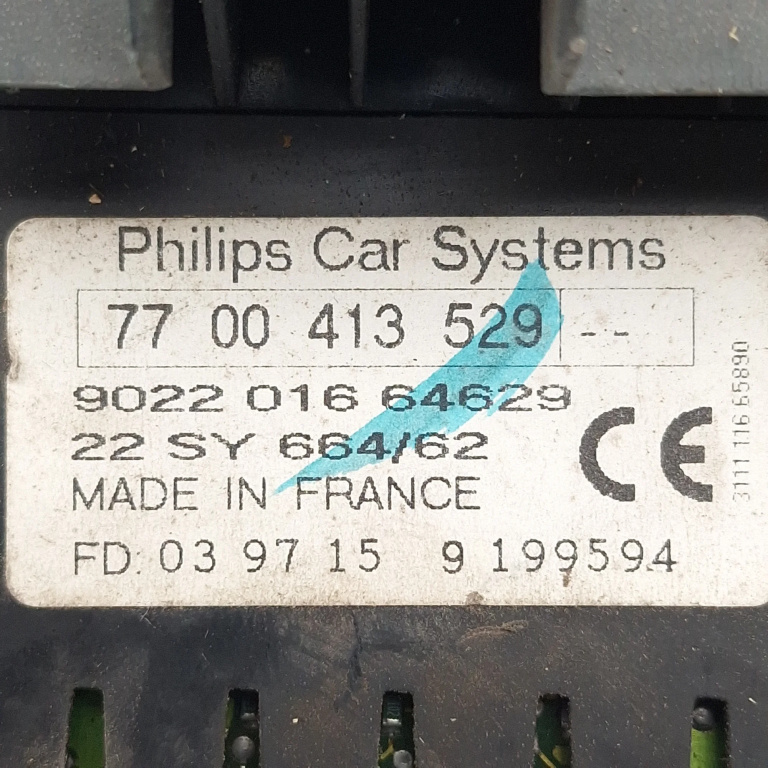 Philips Car Systems
77 00 413 529 --
9022 016 64629
22 SY 664/62
MADE IN FRANCE
CE
FD: 03 97 15 9 199594
3111 116 65890